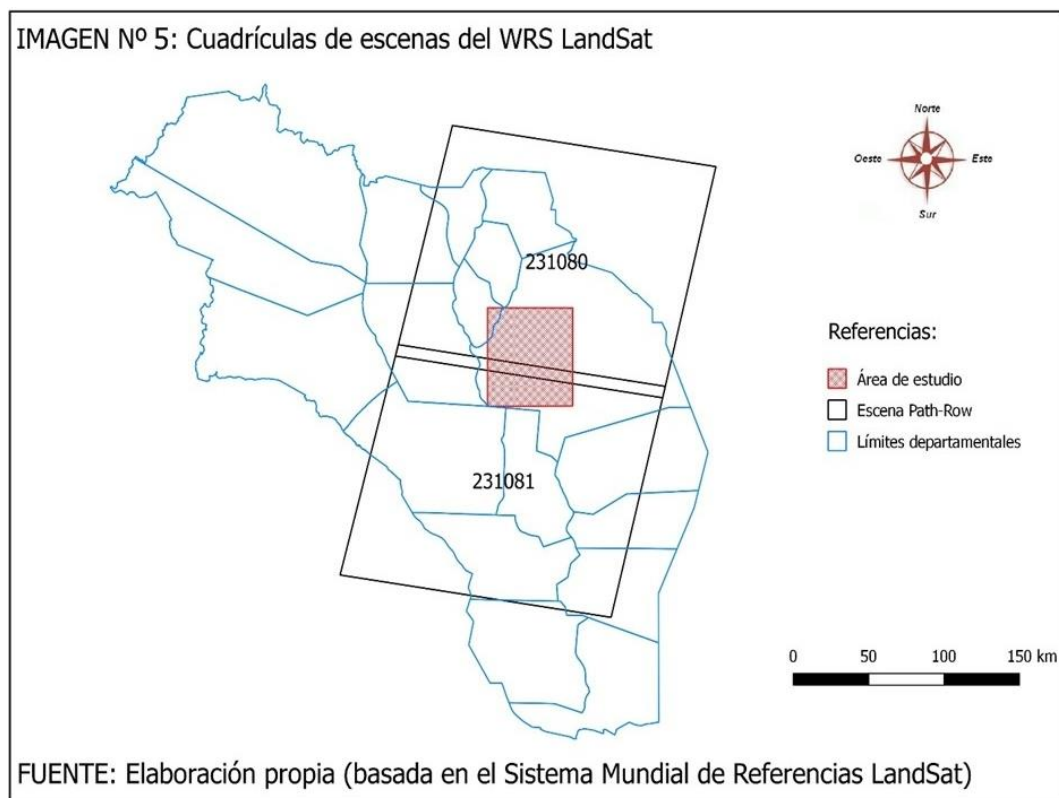 IMAGEN Nº 5: Cuadrículas de escenas del WRS LandSat
Norte
Oeste
Este
Sur
231080
231081
Referencias:
Área de estudio
Escena Path-Row
Límites departamentales
0 50 100 150 km
FUENTE: Elaboración propia (basada en el Sistema Mundial de Referencias LandSat)